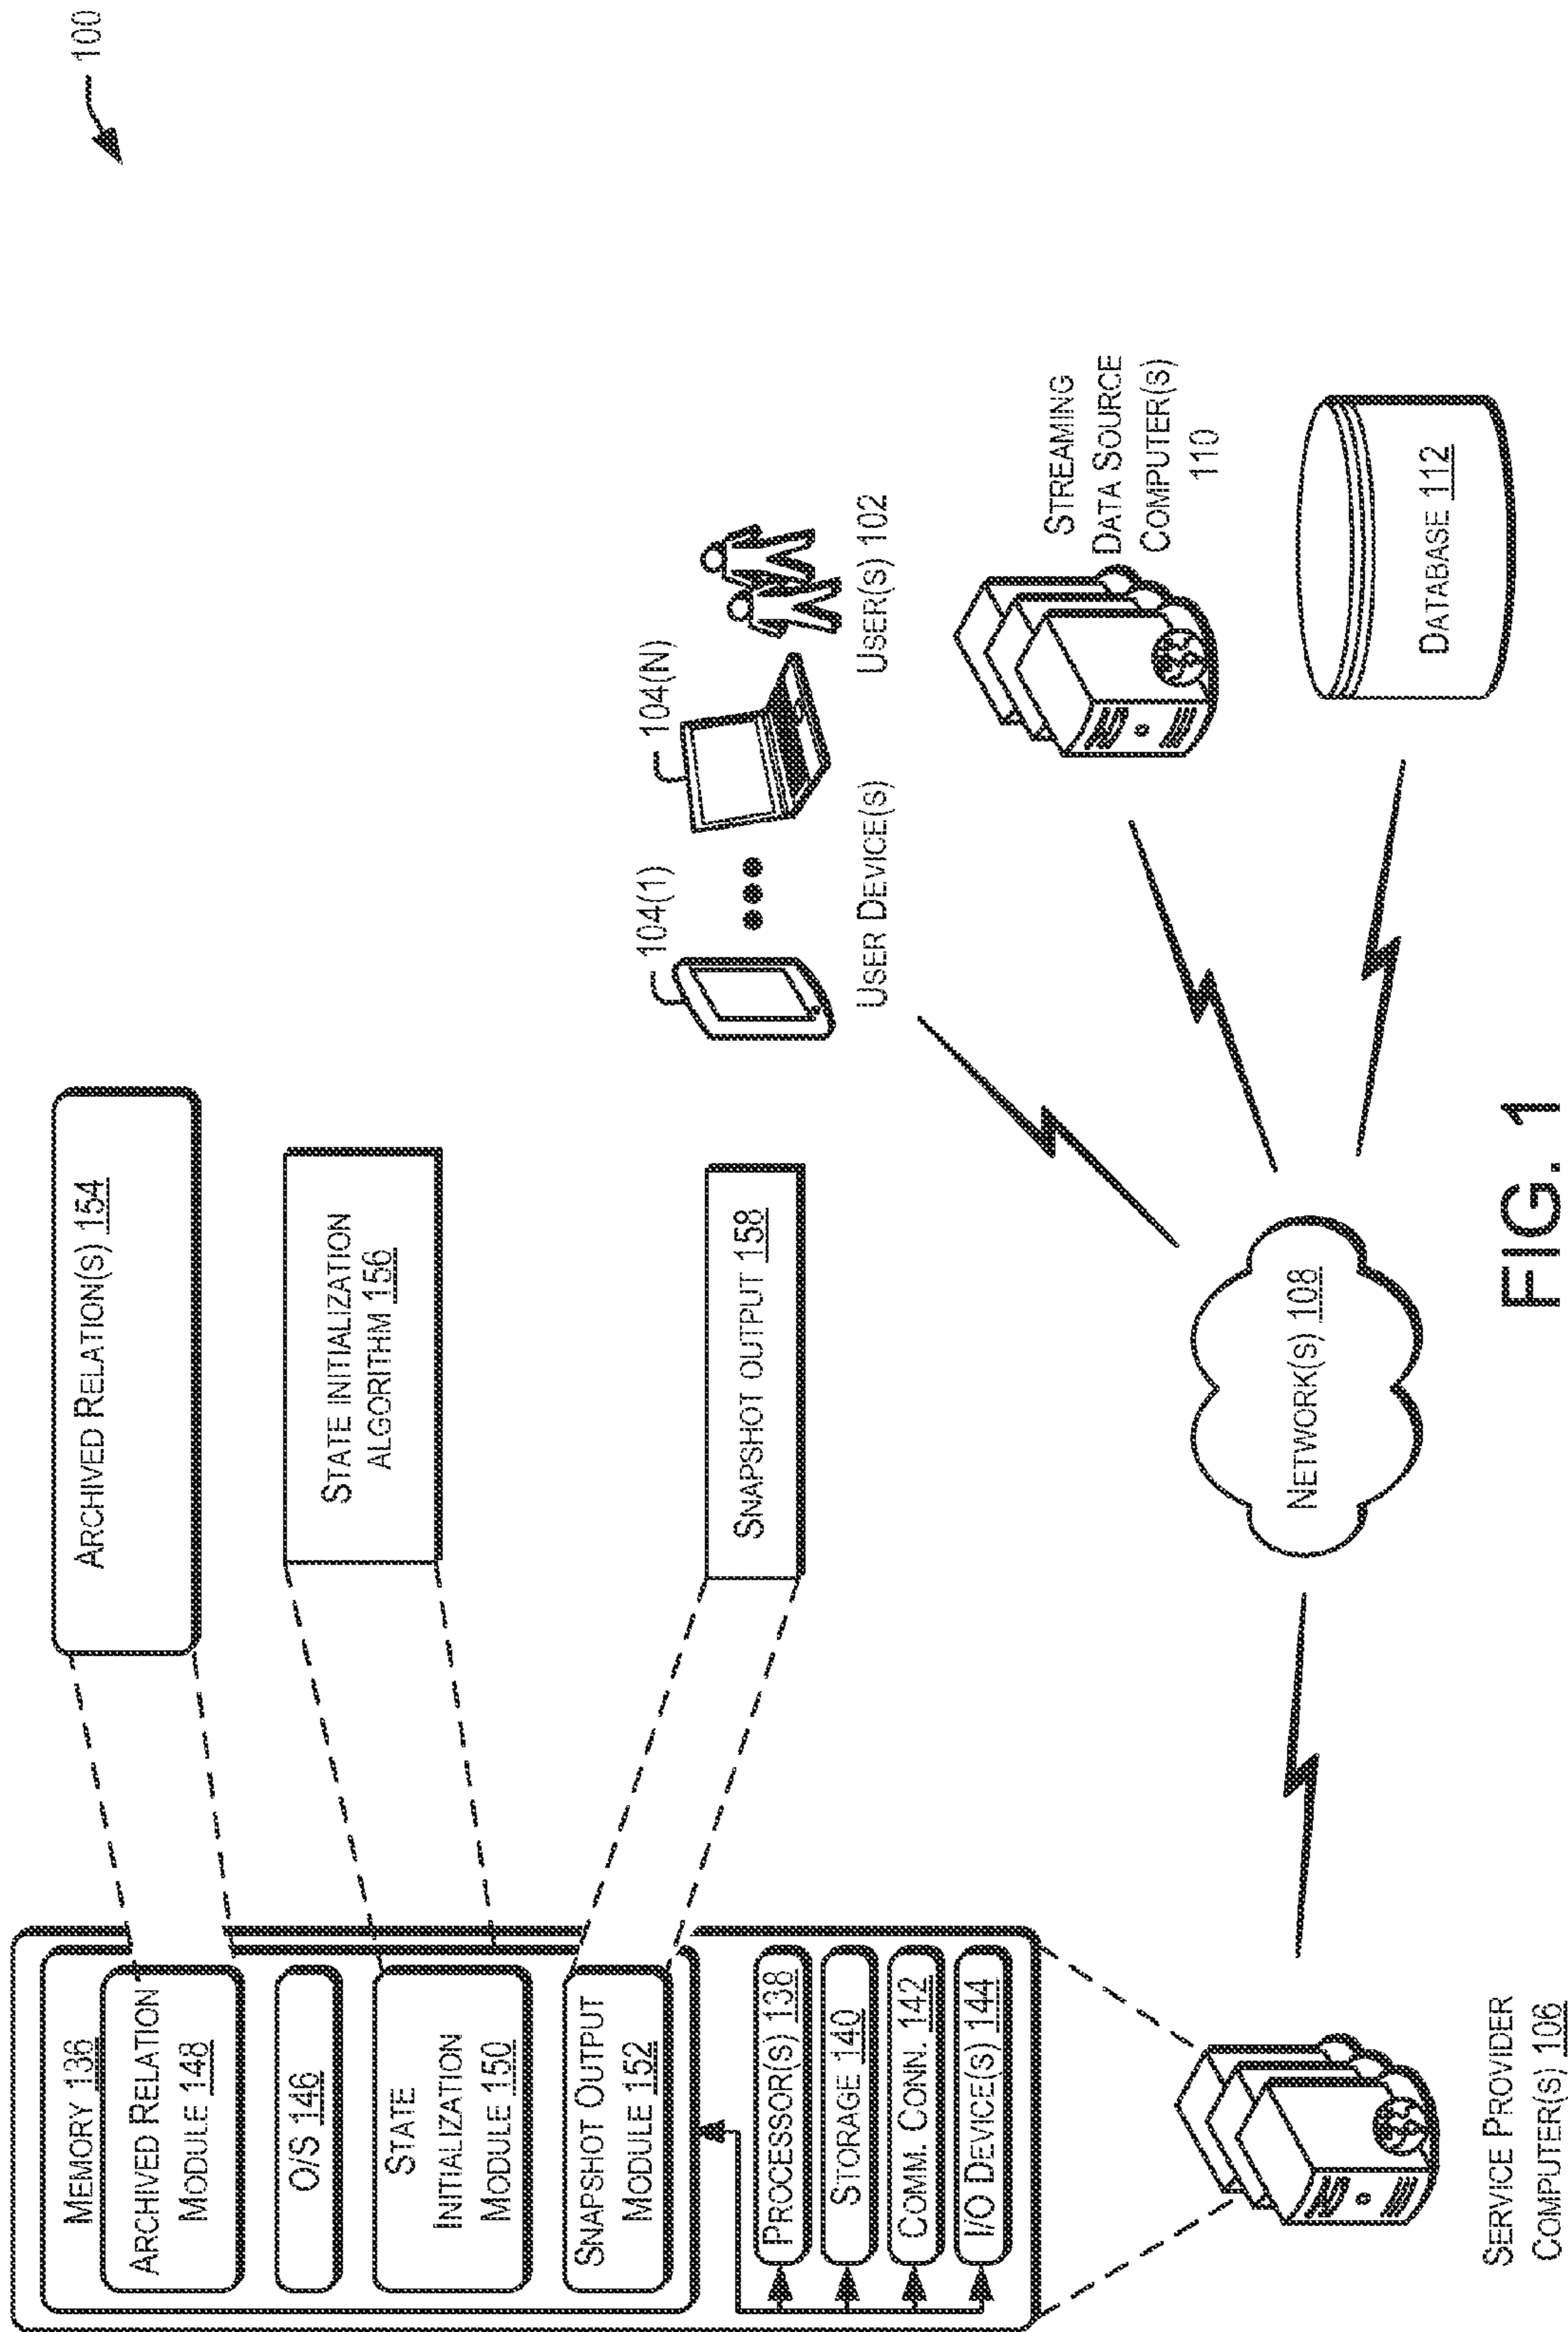 100
MEMORY 136
ARCHIVED RELATION
MODULE 148
O/S 146
STATE
INITIALIZATION
MODULE 150
SNAPSHOT OUTPUT
MODULE 152
PROCESSOR(S) 138
STORAGE 140
COMM. CONN. 142
I/O DEVICE(S) 144
ARCHIVED RELATION(S) 154
STATE INITIALIZATION
ALGORITHM 156
SNAPSHOT OUTPUT 158
104(1)
104(N)
USER DEVICE(S)
USER(S) 102
STREAMING
DATA SOURCE
COMPUTER(S)
110
DATABASE 112
NETWORK(S) 108
SERVICE PROVIDER
COMPUTER(S) 106
FIG. 1